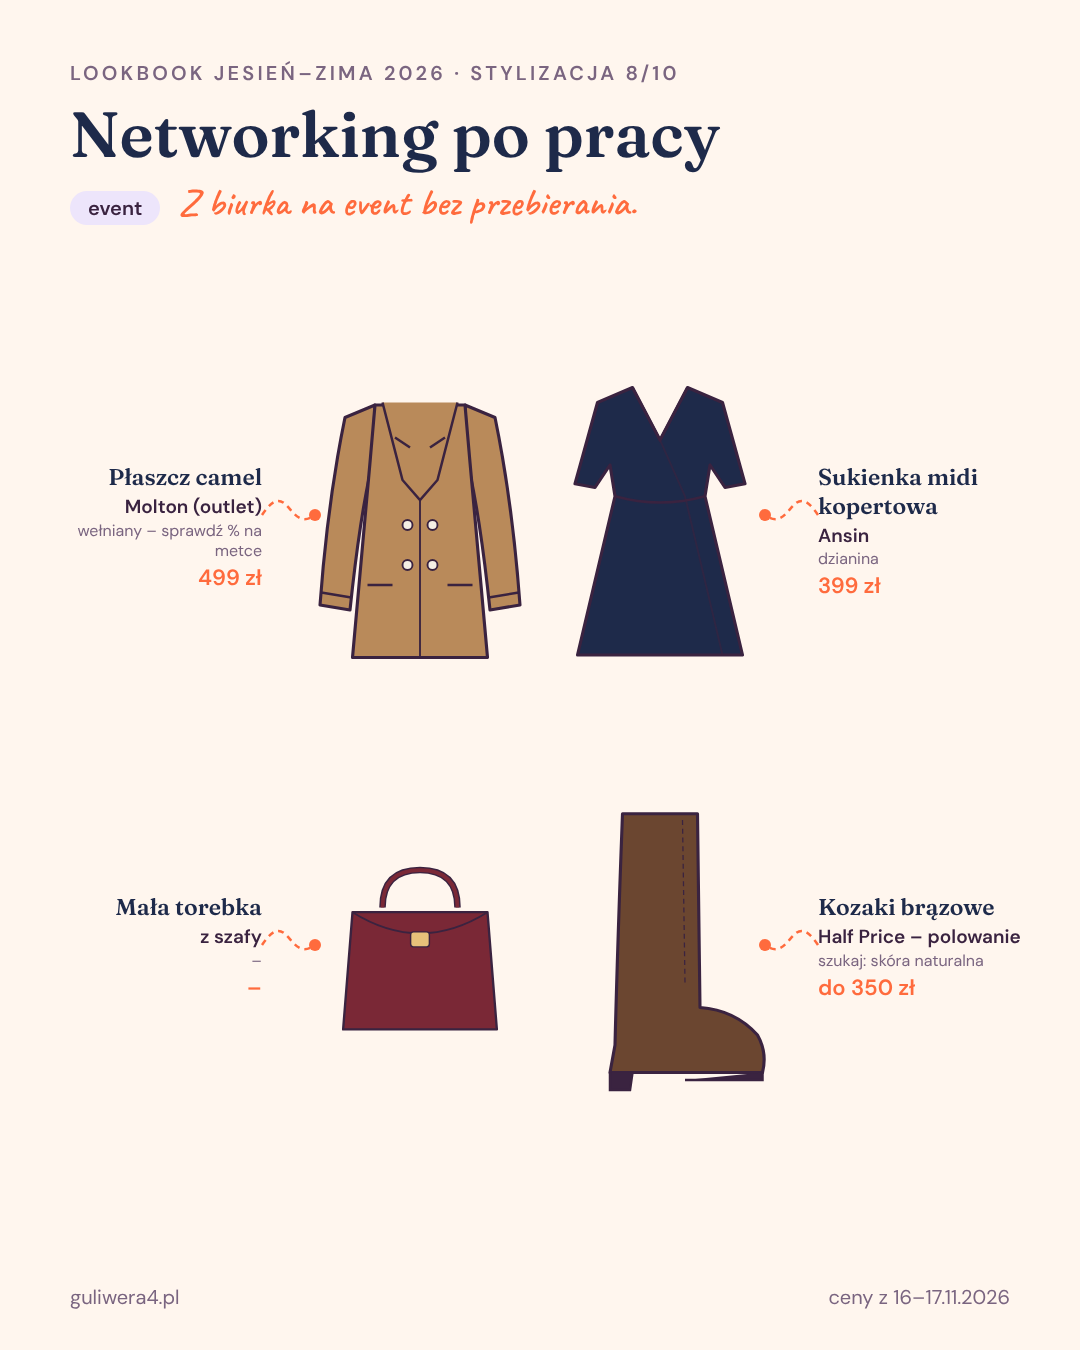 LOOKBOOK JESIEŃ–ZIMA 2026 · STYLIZACJA 8/10
Networking po pracy
event
Z biurka na event bez przebierania.
Płaszcz camel
Molton (outlet)
wełniany – sprawdź % na
metce
499 zł
Sukienka midi
kopertowa
Ansin
dzianina
399 zł
Mała torebka
z szafy
–
–
Kozaki brązowe
Half Price – polowanie
szukaj: skóra naturalna
do 350 zł
guliwera4.pl
ceny z 16–17.11.2026